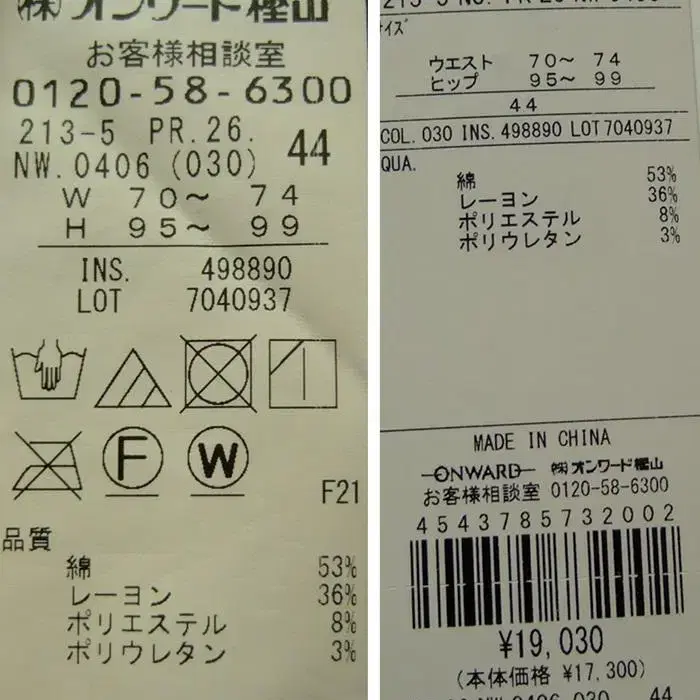 ㈱オンワード樫山
お客様相談室
0120-58-6300
213-5 PR.26.
NW.0406 (030) 44
W 70～ 74
H 95～ 99
INS. 498890
LOT 7040937
F
W
F21
品質
綿 53%
レーヨン 36%
ポリエステル 8%
ポリウレタン 3%
サイズ
ウエスト 70～ 74
ヒップ 95～ 99
44
COL. 030 INS. 498890 LOT 7040937
QUA.
綿 53%
レーヨン 36%
ポリエステル 8%
ポリウレタン 3%
MADE IN CHINA
ONWARD ㈱オンワード樫山
お客様相談室 0120-58-6300
4543785732002
¥19,030
(本体価格 ¥17,300)